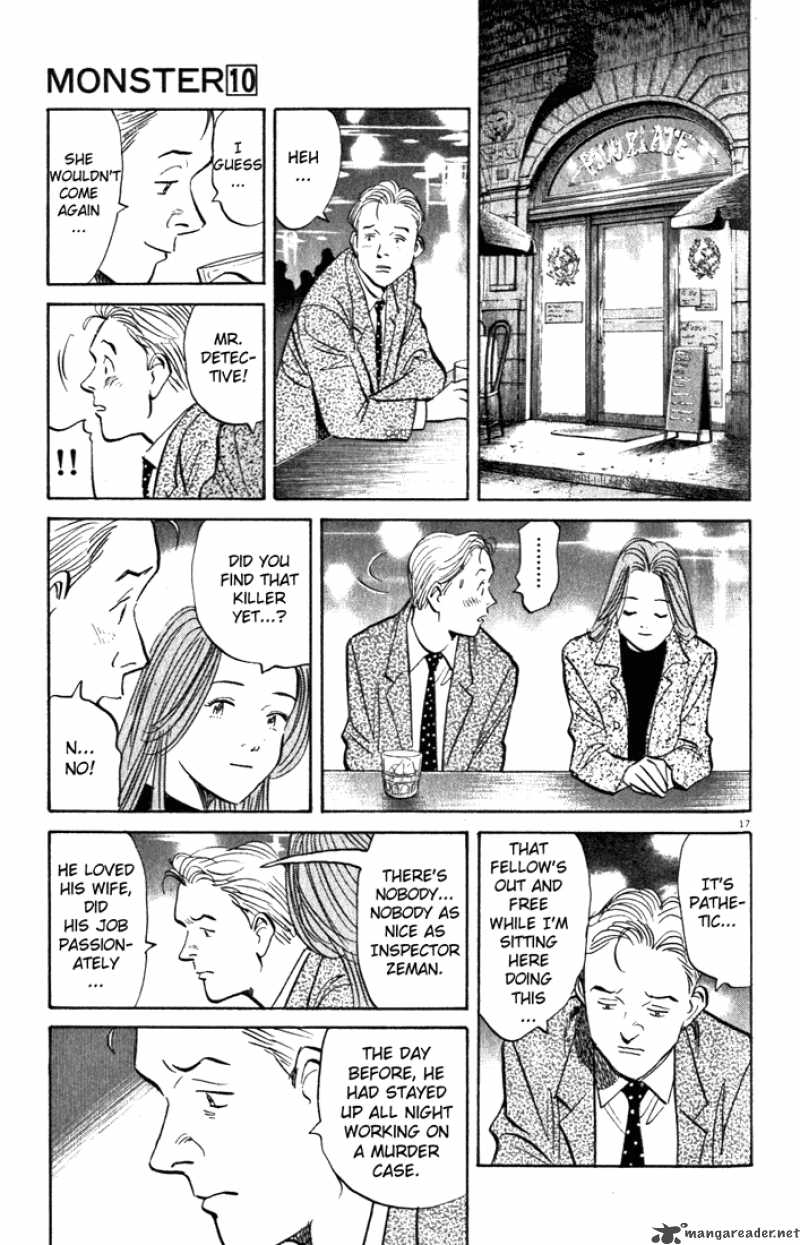 MONSTER 10
HEH
...
I
GUESS
...
SHE
WOULDN'T
COME
AGAIN
...
MR.
DETEC-
TIVE!
!!
.........
DID YOU
FIND THAT
KILLER
YET...?
N...
NO!
17
IT'S
PATHE-
TIC...
THAT
FELLOW'S
OUT AND
FREE
WHILE I'M
SITTING
HERE
DOING
THIS
...
THERE'S
NOBODY...
NOBODY AS
NICE AS
INSPECTOR
ZEMAN.
HE LOVED
HIS WIFE,
DID
HIS JOB
PASSION-
ATELY
...
THE DAY
BEFORE, HE
HAD STAYED
UP ALL NIGHT
WORKING ON
A MURDER
CASE.
mangareader.net